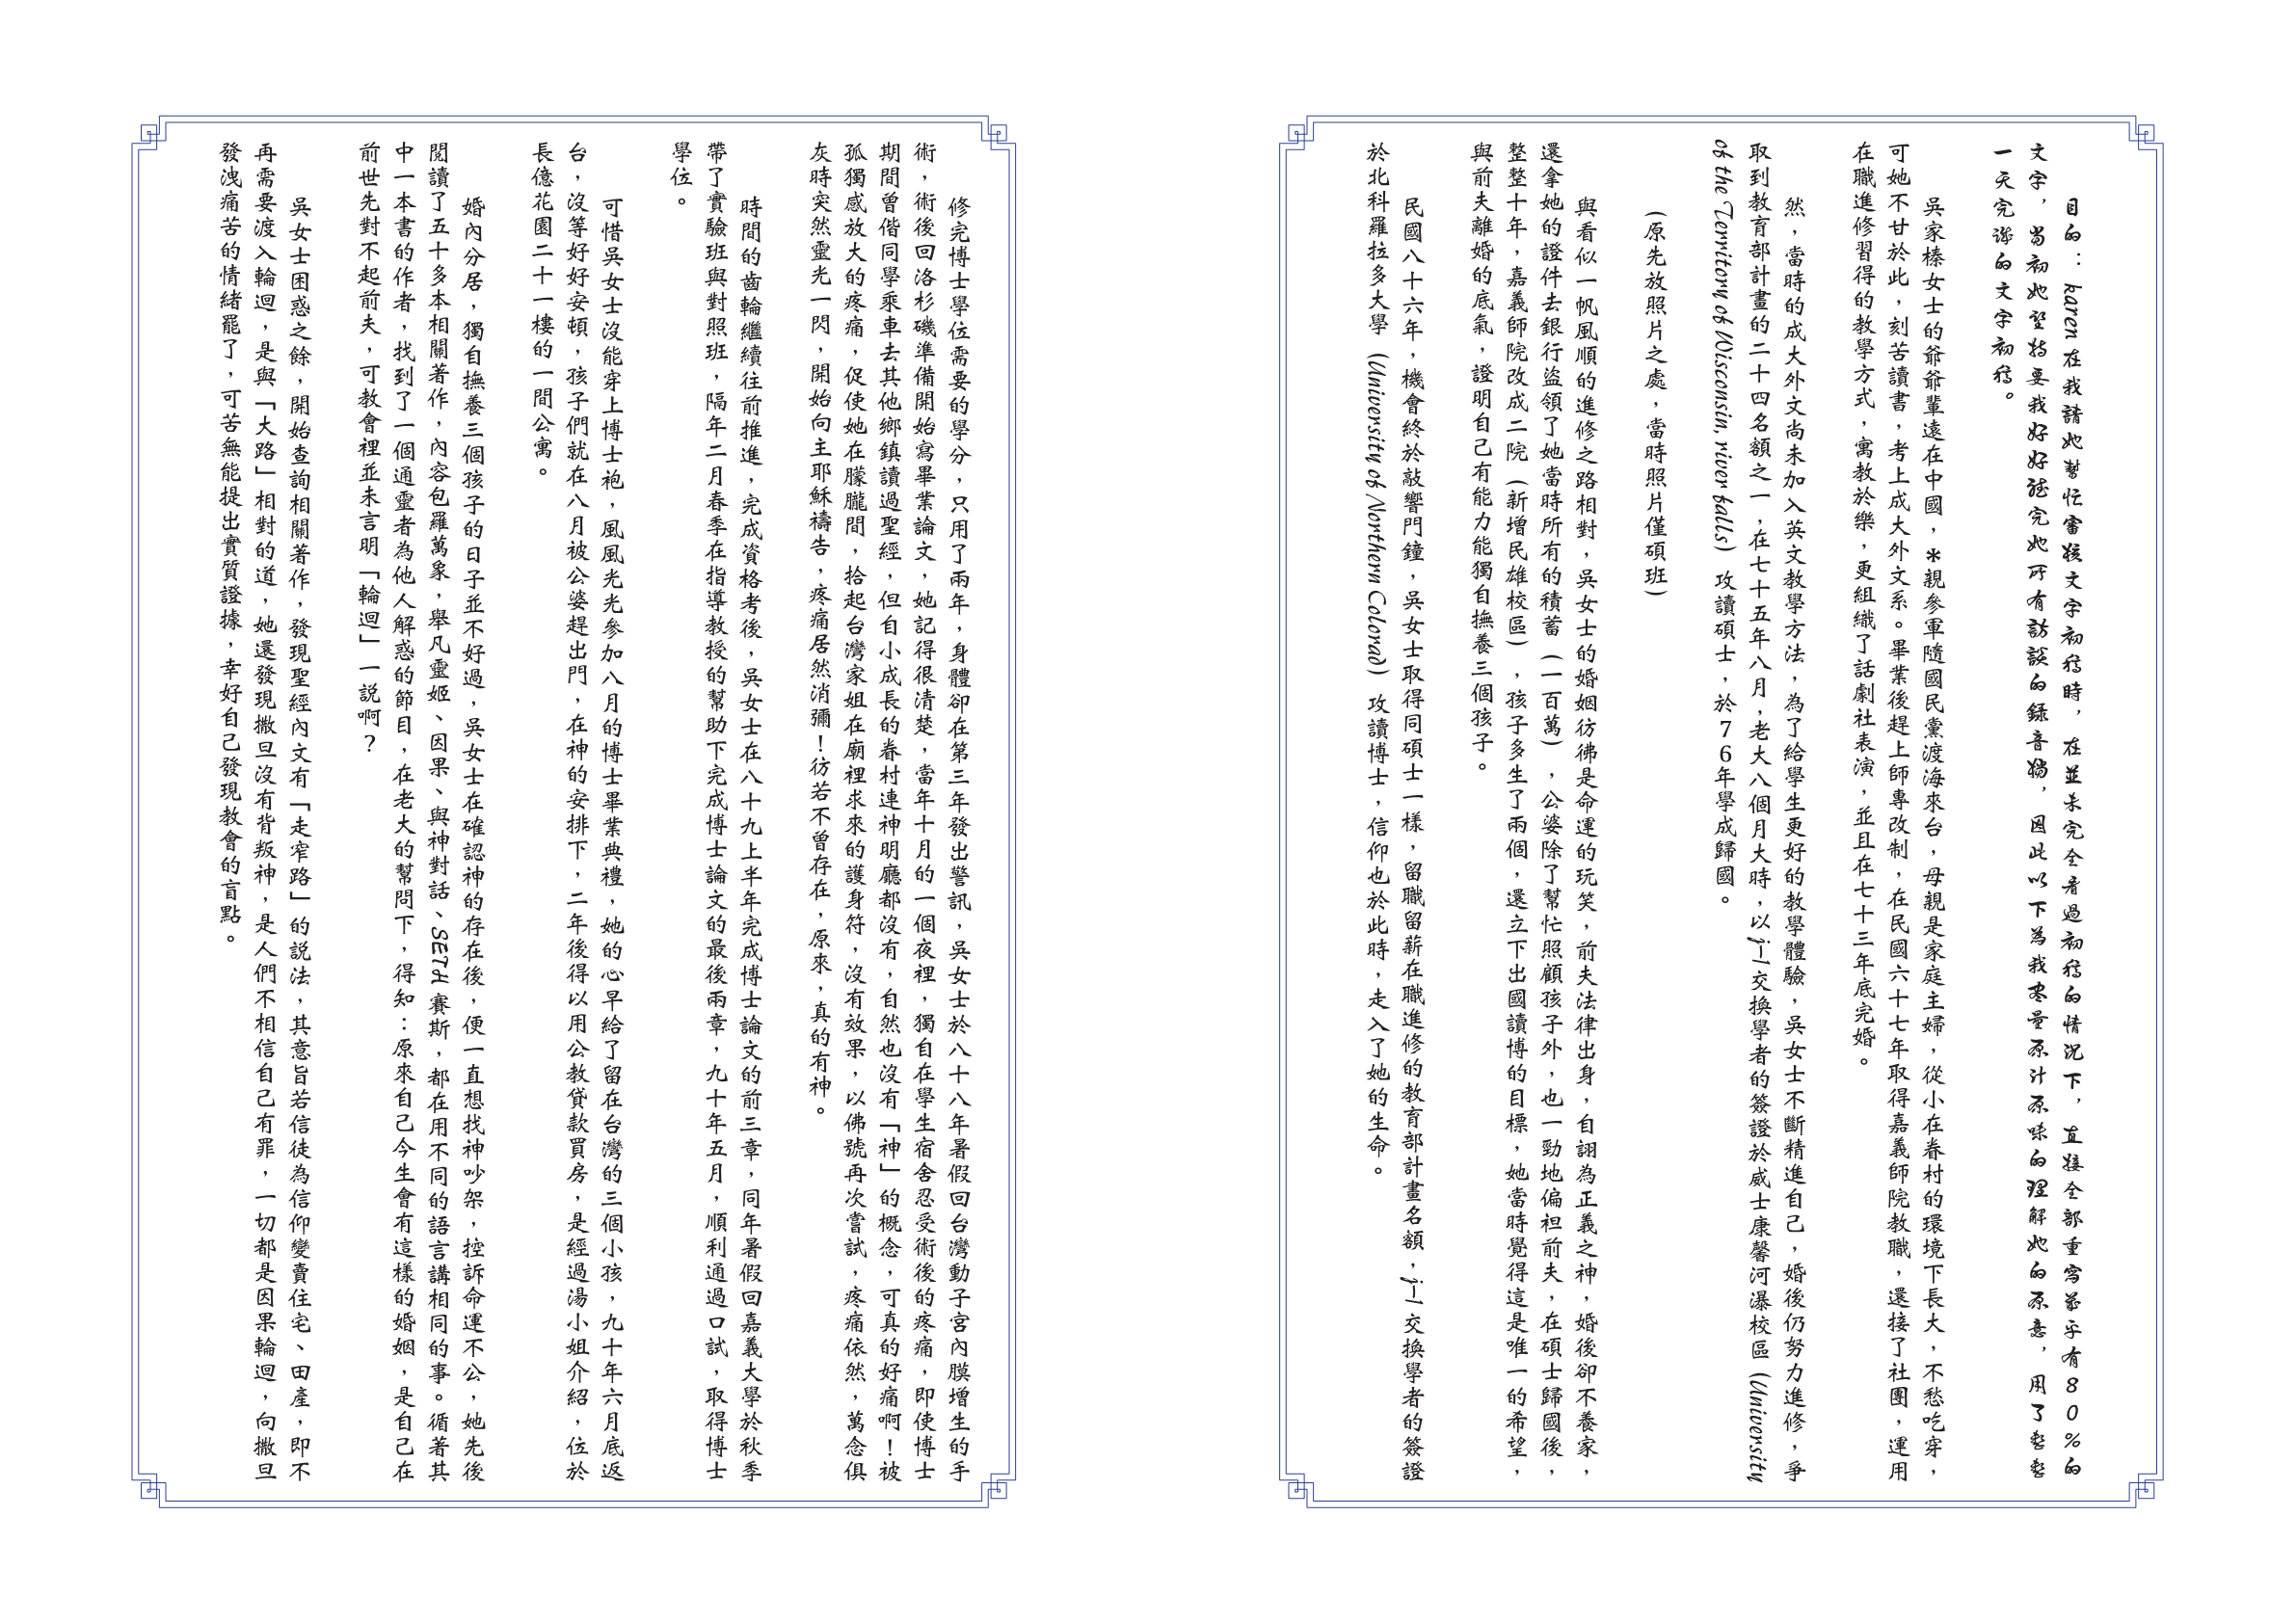 目的：karen在我請她幫忙審核文字初稿時，在並未完全看過初稿的情況下，直接全部重寫幾乎有80%的
文字，當初她堅持要我好好聽完她所有訪談的錄音檔，因此以下為我盡量原汁原味的理解她的原意，用了整整
一天完謄的文字初稿。
吳家榛女士的爺爺輩遠在中國，＊親參軍隨國民黨渡海來台，母親是家庭主婦，從小在眷村的環境下長大，不愁吃穿，
可她不甘於此，刻苦讀書，考上成大外文系。畢業後趕上師專改制，在民國六十七年取得嘉義師院教職，還接了社團，運用
在職進修習得的教學方式，寓教於樂，更組織了話劇社表演，並且在七十三年底完婚。
然，當時的成大外文尚未加入英文教學方法，為了給學生更好的教學體驗，吳女士不斷精進自己，婚後仍努力進修，爭
取到教育部計畫的二十四名額之一，在七十五年八月，老大八個月大時，以j-1交換學者的簽證於威士康馨河瀑校區（University
of the Territory of Wisconsin, river falls）攻讀碩士，於76年學成歸國。
（原先放照片之處，當時照片僅碩班）
與看似一帆風順的進修之路相對，吳女士的婚姻彷彿是命運的玩笑，前夫法律出身，自詡為正義之神，婚後卻不養家，
還拿她的證件去銀行盜領了她當時所有的積蓄（一百萬），公婆除了幫忙照顧孩子外，也一勁地偏袒前夫，在碩士歸國後，
整整十年，嘉義師院改成二院（新增民雄校區），孩子多生了兩個，還立下出國讀博的目標，她當時覺得這是唯一的希望，
與前夫離婚的底氣，證明自己有能力能獨自撫養三個孩子。
民國八十六年，機會終於敲響門鐘，吳女士取得同碩士一樣，留職留薪在職進修的教育部計畫名額，j-1交換學者的簽證
於北科羅拉多大學（University of Northern Colorad）攻讀博士，信仰也於此時，走入了她的生命。
修完博士學位需要的學分，只用了兩年，身體卻在第三年發出警訊，吳女士於八十八年暑假回台灣動子宮內膜增生的手
術，術後回洛杉磯準備開始寫畢業論文，她記得很清楚，當年十月的一個夜裡，獨自在學生宿舍忍受術後的疼痛，即使博士
期間曾偕同學乘車去其他鄉鎮讀過聖經，但自小成長的眷村連神明廳都沒有，自然也沒有「神」的概念，可真的好痛啊！被
孤獨感放大的疼痛，促使她在朦朧間，拾起台灣家姐在廟裡求來的護身符，沒有效果，以佛號再次嘗試，疼痛依然，萬念俱
灰時突然靈光一閃，開始向主耶穌禱告，疼痛居然消彌！彷若不曾存在，原來，真的有神。
時間的齒輪繼續往前推進，完成資格考後，吳女士在八十九上半年完成博士論文的前三章，同年暑假回嘉義大學於秋季
帶了實驗班與對照班，隔年二月春季在指導教授的幫助下完成博士論文的最後兩章，九十年五月，順利通過口試，取得博士
學位。
可惜吳女士沒能穿上博士袍，風風光光參加八月的博士畢業典禮，她的心早給了留在台灣的三個小孩，九十年六月底返
台，沒等好好安頓，孩子們就在八月被公婆趕出門，在神的安排下，二年後得以用公教貸款買房，是經過湯小姐介紹，位於
長億花園二十一樓的一間公寓。
婚內分居，獨自撫養三個孩子的日子並不好過，吳女士在確認神的存在後，便一直想找神吵架，控訴命運不公，她先後
閱讀了五十多本相關著作，內容包羅萬象，舉凡靈姬、因果、與神對話、SETH賽斯，都在用不同的語言講相同的事。循著其
中一本書的作者，找到了一個通靈者為他人解惑的節目，在老大的幫問下，得知：原來自己今生會有這樣的婚姻，是自己在
前世先對不起前夫，可教會裡並未言明「輪迴」一說啊？
吳女士困惑之餘，開始查詢相關著作，發現聖經內文有「走窄路」的說法，其意旨若信徒為信仰變賣住宅、田產，即不
再需要渡入輪迴，是與「大路」相對的道，她還發現撒旦沒有背叛神，是人們不相信自己有罪，一切都是因果輪迴，向撒旦
發洩痛苦的情緒罷了，可苦無能提出實質證據，幸好自己發現教會的盲點。